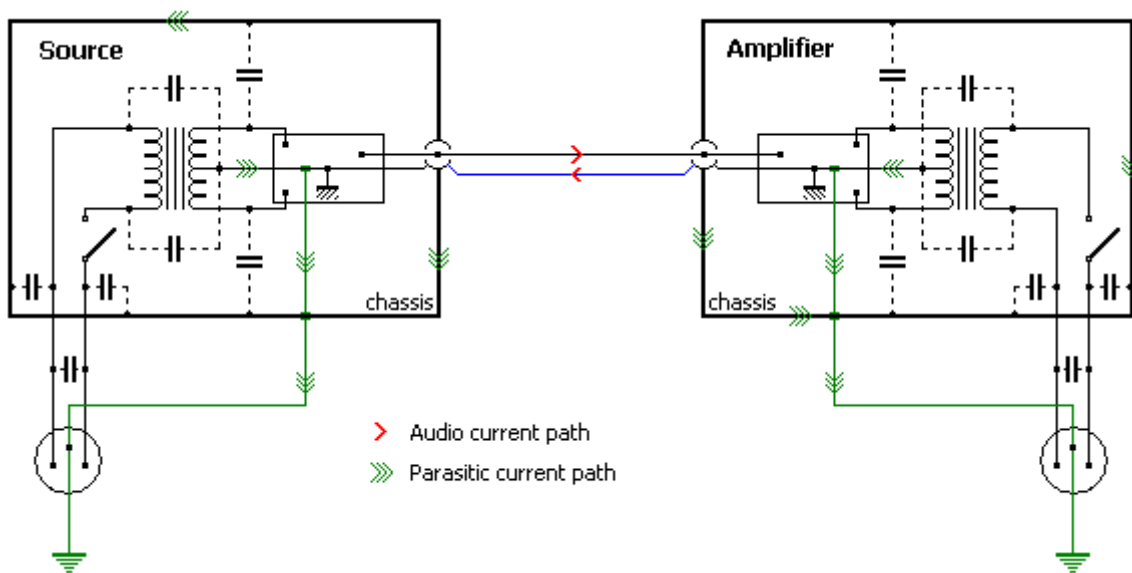 Source
Amplifier
chassis
chassis
Audio current path
Parasitic current path